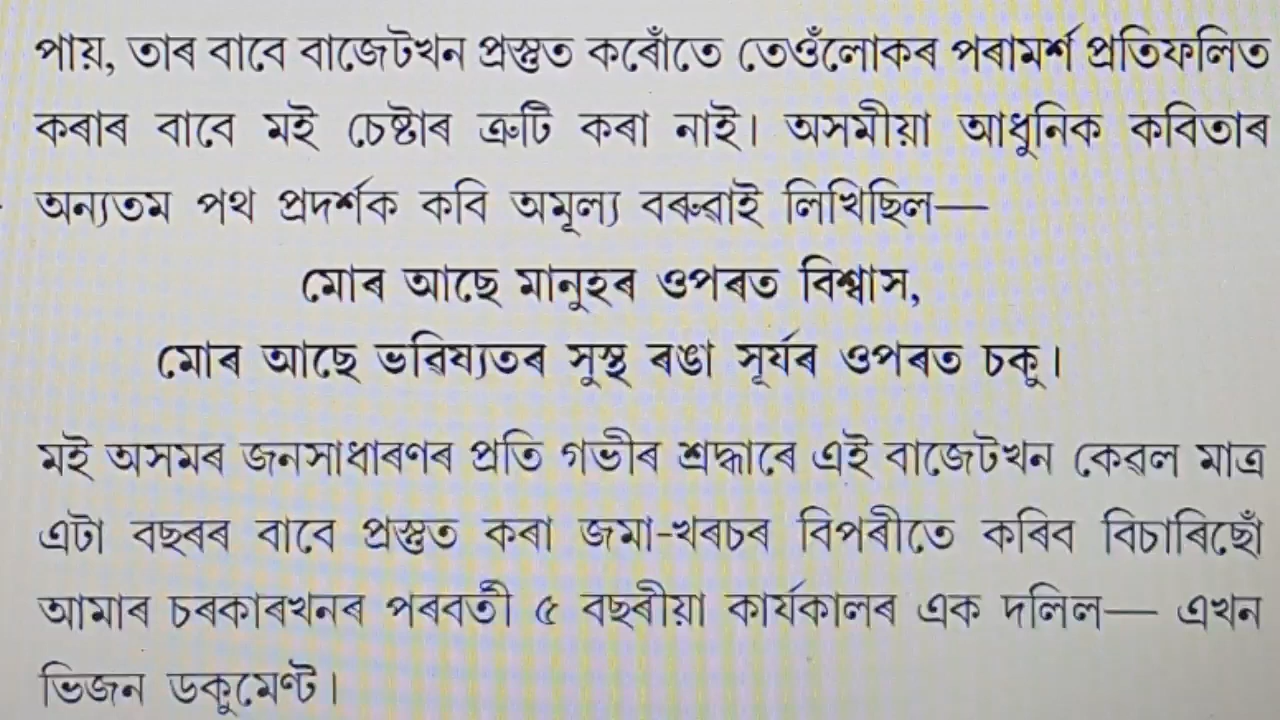 পায়, তাৰ বাবে বাজেটখন প্ৰস্তুত কৰোঁতে তেওঁলোকৰ পৰামৰ্শ প্ৰতিফলিত
কৰাৰ বাবে মই চেষ্টাৰ ত্ৰুটি কৰা নাই। অসমীয়া আধুনিক কবিতাৰ
অন্যতম পথ প্ৰদৰ্শক কবি অমূল্য বৰুৱাই লিখিছিল—
মোৰ আছে মানুহৰ ওপৰত বিশ্বাস,
মোৰ আছে ভৱিষ্যতৰ সুস্থ ৰঙা সূৰ্যৰ ওপৰত চকু।
মই অসমৰ জনসাধাৰণৰ প্ৰতি গভীৰ শ্ৰদ্ধাৰে এই বাজেটখন কেৱল মাত্ৰ
এটা বছৰৰ বাবে প্ৰস্তুত কৰা জমা-খৰচৰ বিপৰীতে কৰিব বিচাৰিছোঁ
আমাৰ চৰকাৰখনৰ পৰবৰ্তী ৫ বছৰীয়া কাৰ্যকালৰ এক দলিল— এখন
ভিজন ডকুমেণ্ট।